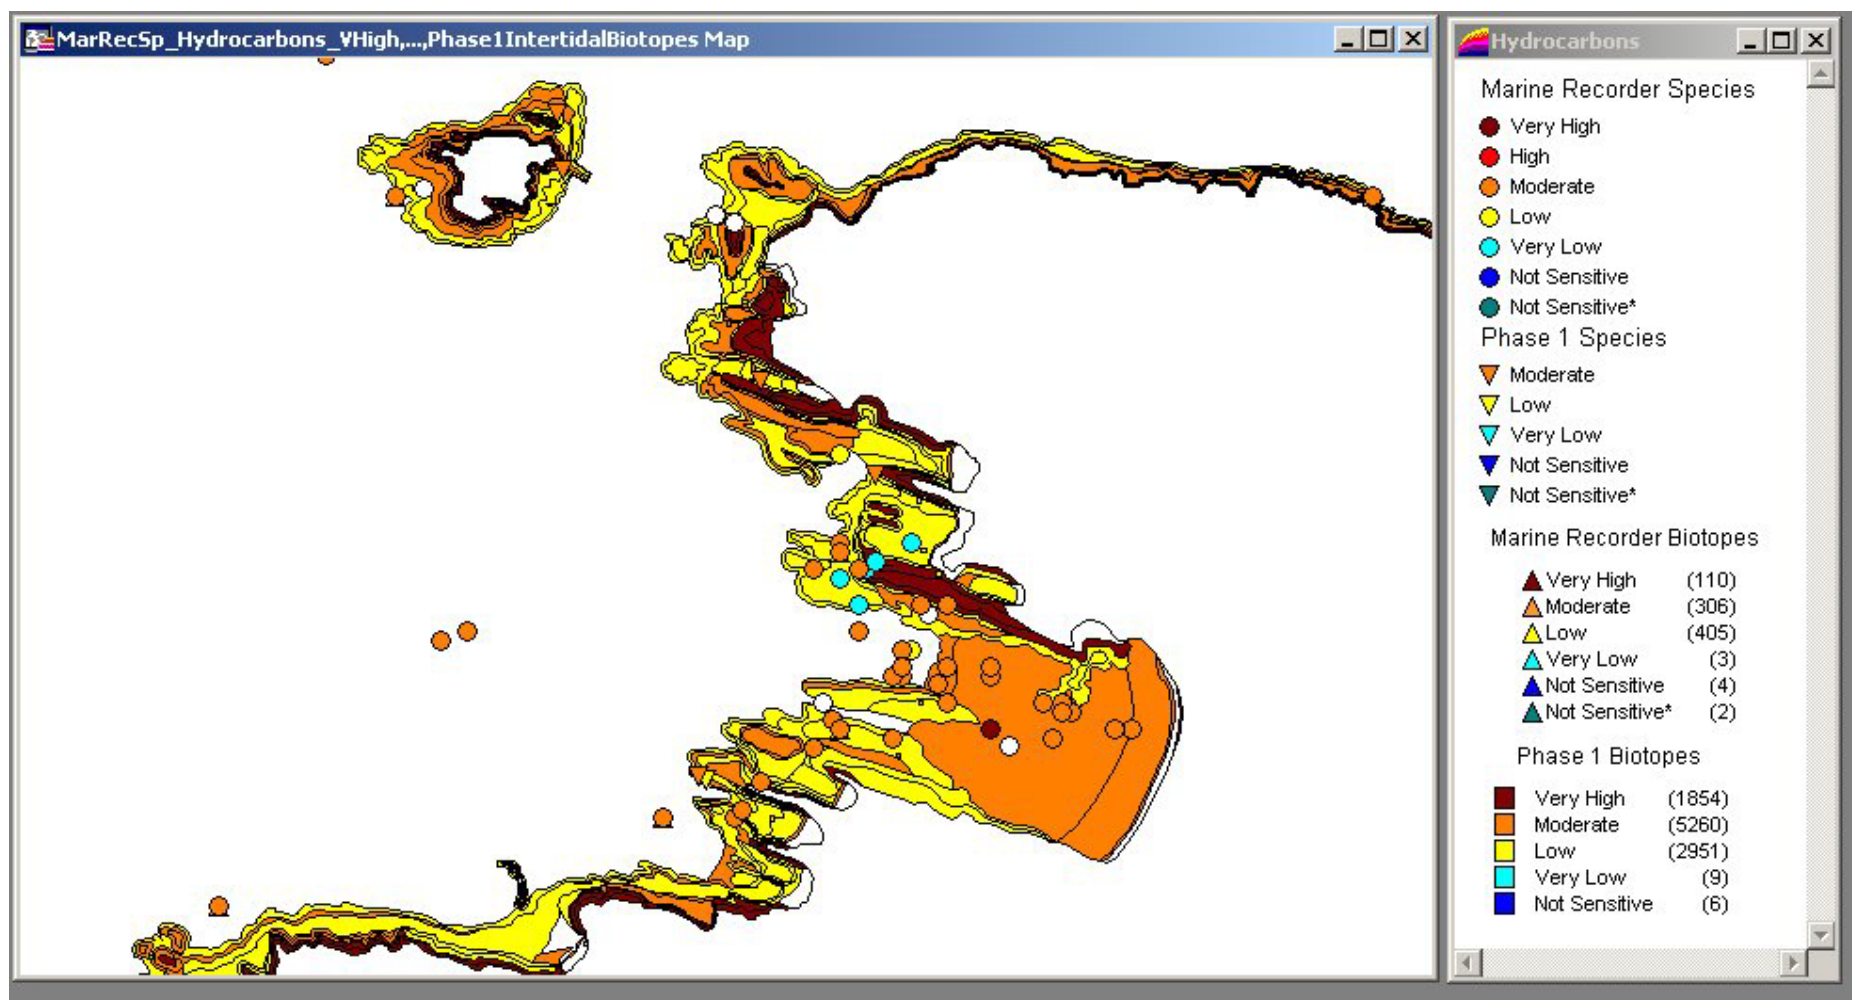 MarRecSp_Hydrocarbons_VHigh,...,Phase1IntertidalBiotopes Map
Hydrocarbons
Marine Recorder Species
Very High
High
Moderate
Low
Very Low
Not Sensitive
Not Sensitive*
Phase 1 Species
Moderate
Low
Very Low
Not Sensitive
Not Sensitive*
Marine Recorder Biotopes
Very High (110)
Moderate (306)
Low (405)
Very Low (3)
Not Sensitive (4)
Not Sensitive* (2)
Phase 1 Biotopes
Very High (1854)
Moderate (5260)
Low (2951)
Very Low (9)
Not Sensitive (6)